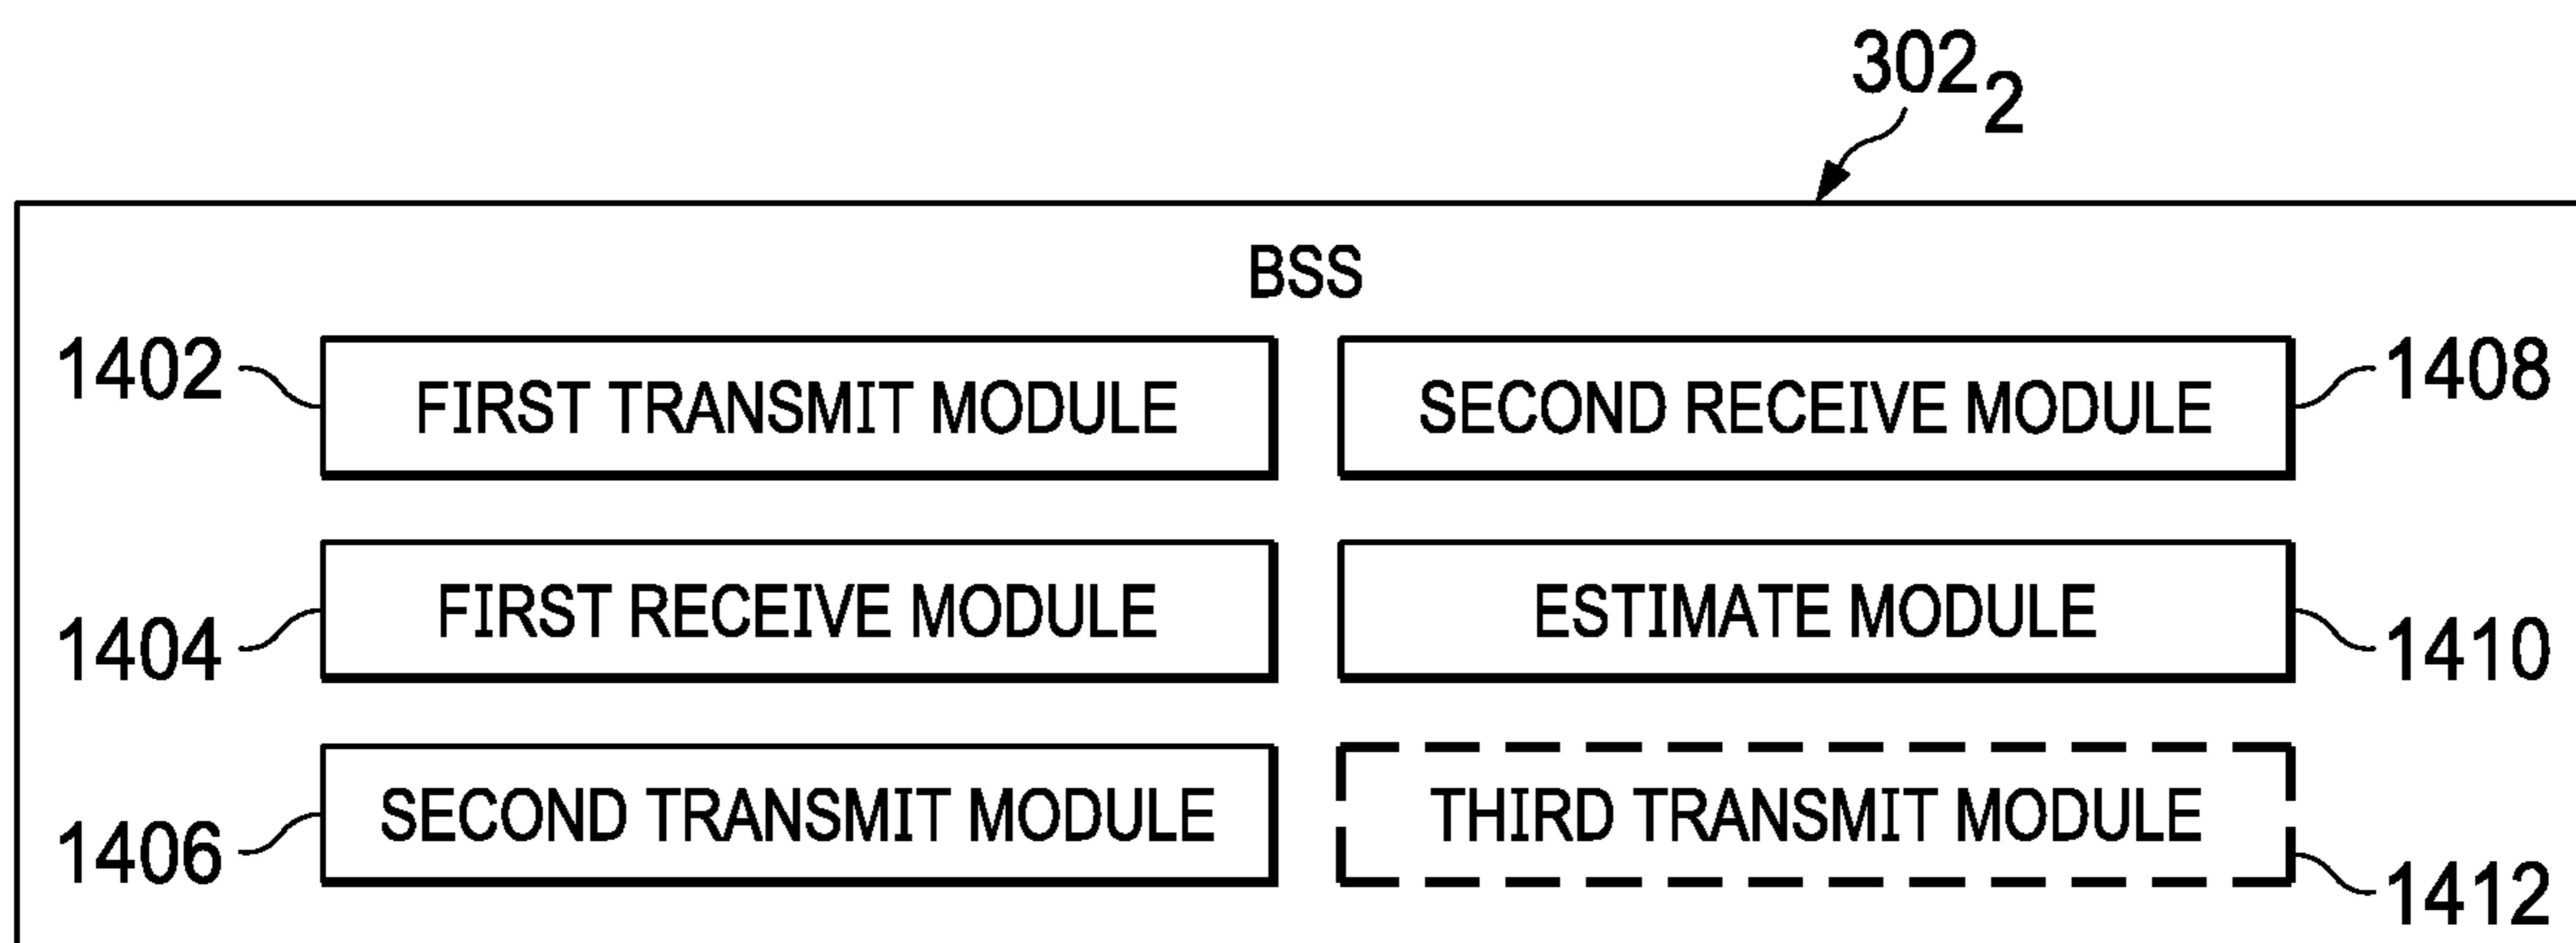 302₂
BSS
1402 FIRST TRANSMIT MODULE SECOND RECEIVE MODULE 1408
1404 FIRST RECEIVE MODULE ESTIMATE MODULE 1410
1406 SECOND TRANSMIT MODULE THIRD TRANSMIT MODULE 1412